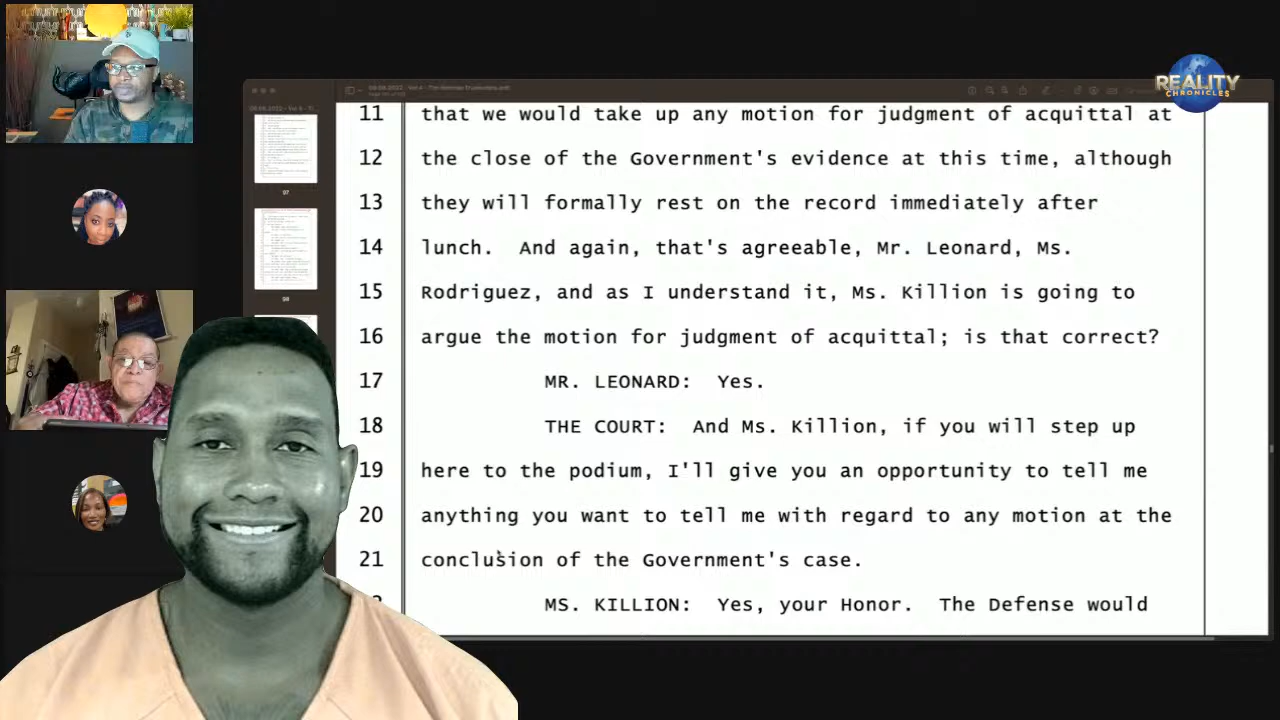 REALITY
CHRONICLES
97
98
11 that we would take up any motion for judgment of acquittal at
12 the close of the Government's evidence at this time, although
13 they will formally rest on the record immediately after
14 lunch. And again, that's agreeable, Mr. Leonard, Ms.
15 Rodriguez, and as I understand it, Ms. Killion is going to
16 argue the motion for judgment of acquittal; is that correct?
17 MR. LEONARD: Yes.
18 THE COURT: And Ms. Killion, if you will step up
19 here to the podium, I'll give you an opportunity to tell me
20 anything you want to tell me with regard to any motion at the
21 conclusion of the Government's case.
MS. KILLION: Yes, your Honor. The Defense would